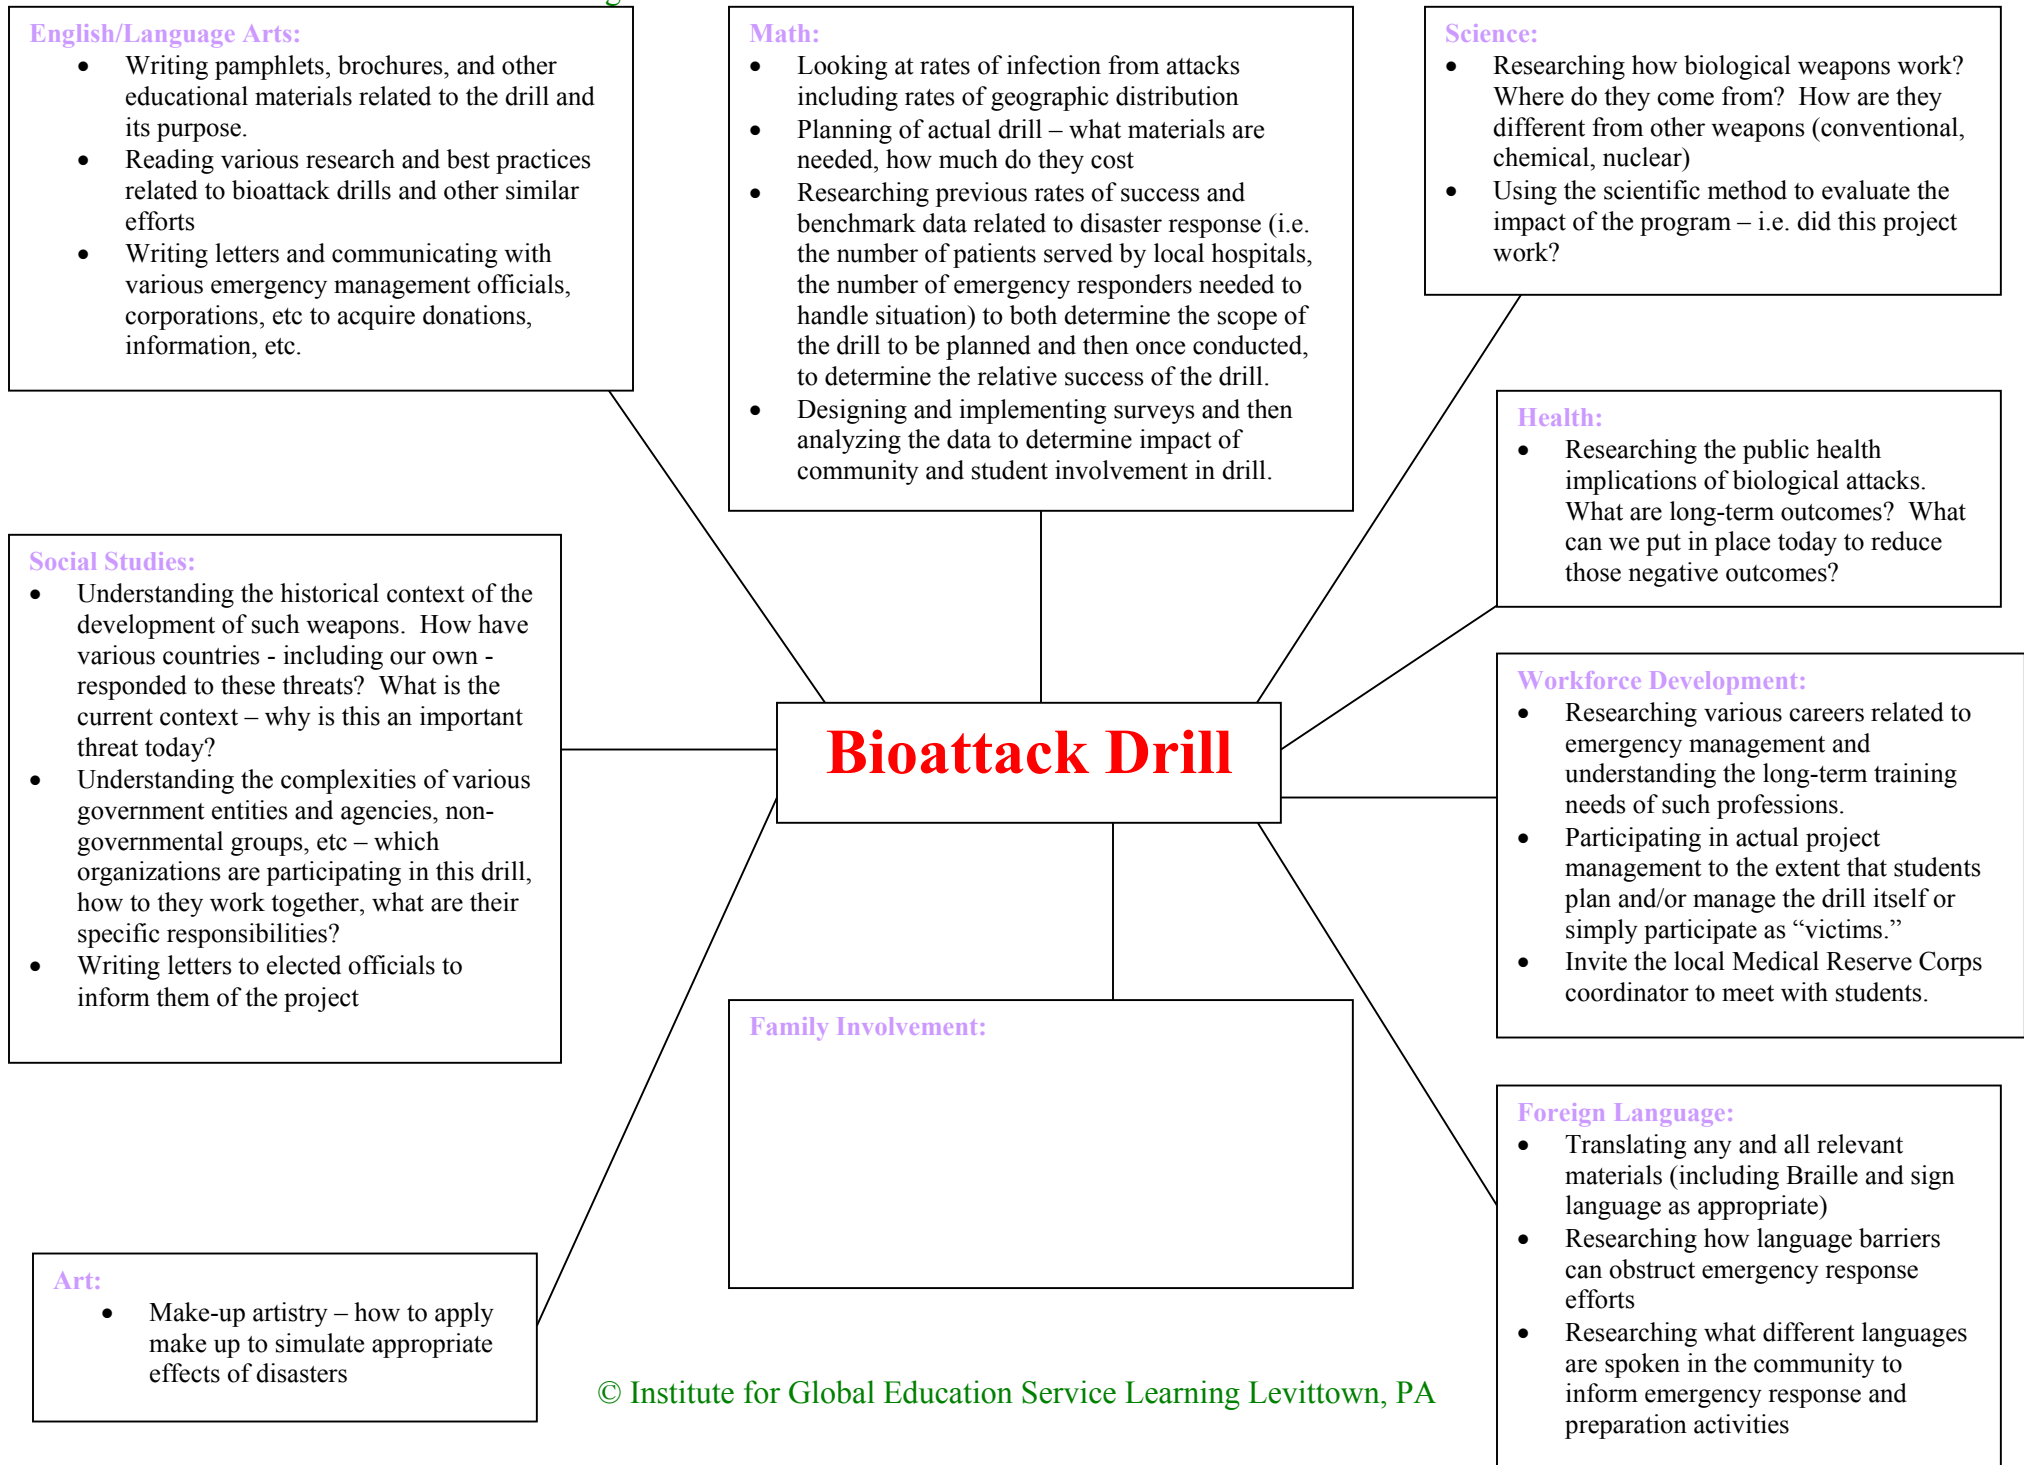 English/Language Arts:
• Writing pamphlets, brochures, and other
educational materials related to the drill and
its purpose.
• Reading various research and best practices
related to bioattack drills and other similar
efforts
• Writing letters and communicating with
various emergency management officials,
corporations, etc to acquire donations,
information, etc.
Math:
• Looking at rates of infection from attacks
including rates of geographic distribution
• Planning of actual drill – what materials are
needed, how much do they cost
• Researching previous rates of success and
benchmark data related to disaster response (i.e.
the number of patients served by local hospitals,
the number of emergency responders needed to
handle situation) to both determine the scope of
the drill to be planned and then once conducted,
to determine the relative success of the drill.
• Designing and implementing surveys and then
analyzing the data to determine impact of
community and student involvement in drill.
Science:
• Researching how biological weapons work?
Where do they come from?  How are they
different from other weapons (conventional,
chemical, nuclear)
• Using the scientific method to evaluate the
impact of the program – i.e. did this project
work?
Health:
• Researching the public health
implications of biological attacks.
What are long-term outcomes?  What
can we put in place today to reduce
those negative outcomes?
Social Studies:
• Understanding the historical context of the
development of such weapons.  How have
various countries - including our own -
responded to these threats?  What is the
current context – why is this an important
threat today?
• Understanding the complexities of various
government entities and agencies, non-
governmental groups, etc – which
organizations are participating in this drill,
how to they work together, what are their
specific responsibilities?
• Writing letters to elected officials to
inform them of the project
Bioattack Drill
Workforce Development:
• Researching various careers related to
emergency management and
understanding the long-term training
needs of such professions.
• Participating in actual project
management to the extent that students
plan and/or manage the drill itself or
simply participate as “victims.”
• Invite the local Medical Reserve Corps
coordinator to meet with students.
Family Involvement:
Foreign Language:
• Translating any and all relevant
materials (including Braille and sign
language as appropriate)
• Researching how language barriers
can obstruct emergency response
efforts
• Researching what different languages
are spoken in the community to
inform emergency response and
preparation activities
Art:
• Make-up artistry – how to apply
make up to simulate appropriate
effects of disasters
© Institute for Global Education Service Learning Levittown, PA